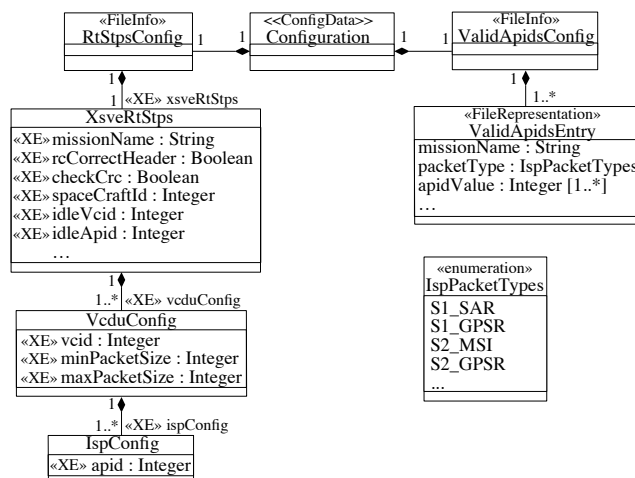 «FileInfo»
RtStpsConfig
1
1
<<ConfigData>>
Configuration
1
1
«FileInfo»
ValidApidsConfig
1
1
1 «XE» xsveRtStps
1..*
XsveRtStps
«XE» missionName : String
«XE» rcCorrectHeader : Boolean
«XE» checkCrc : Boolean
«XE» spaceCraftId : Integer
«XE» idleVcid : Integer
«XE» idleApid : Integer
…
«FileRepresentation»
ValidApidsEntry
missionName : String
packetType : IspPacketTypes
apidValue : Integer [1..*]
…
1
1..* «XE» vcduConfig
VcduConfig
«XE» vcid : Integer
«XE» minPacketSize : Integer
«XE» maxPacketSize : Integer
«enumeration»
IspPacketTypes
S1_SAR
S1_GPSR
S2_MSI
S2_GPSR
...
1
1..* «XE» ispConfig
IspConfig
«XE» apid : Integer